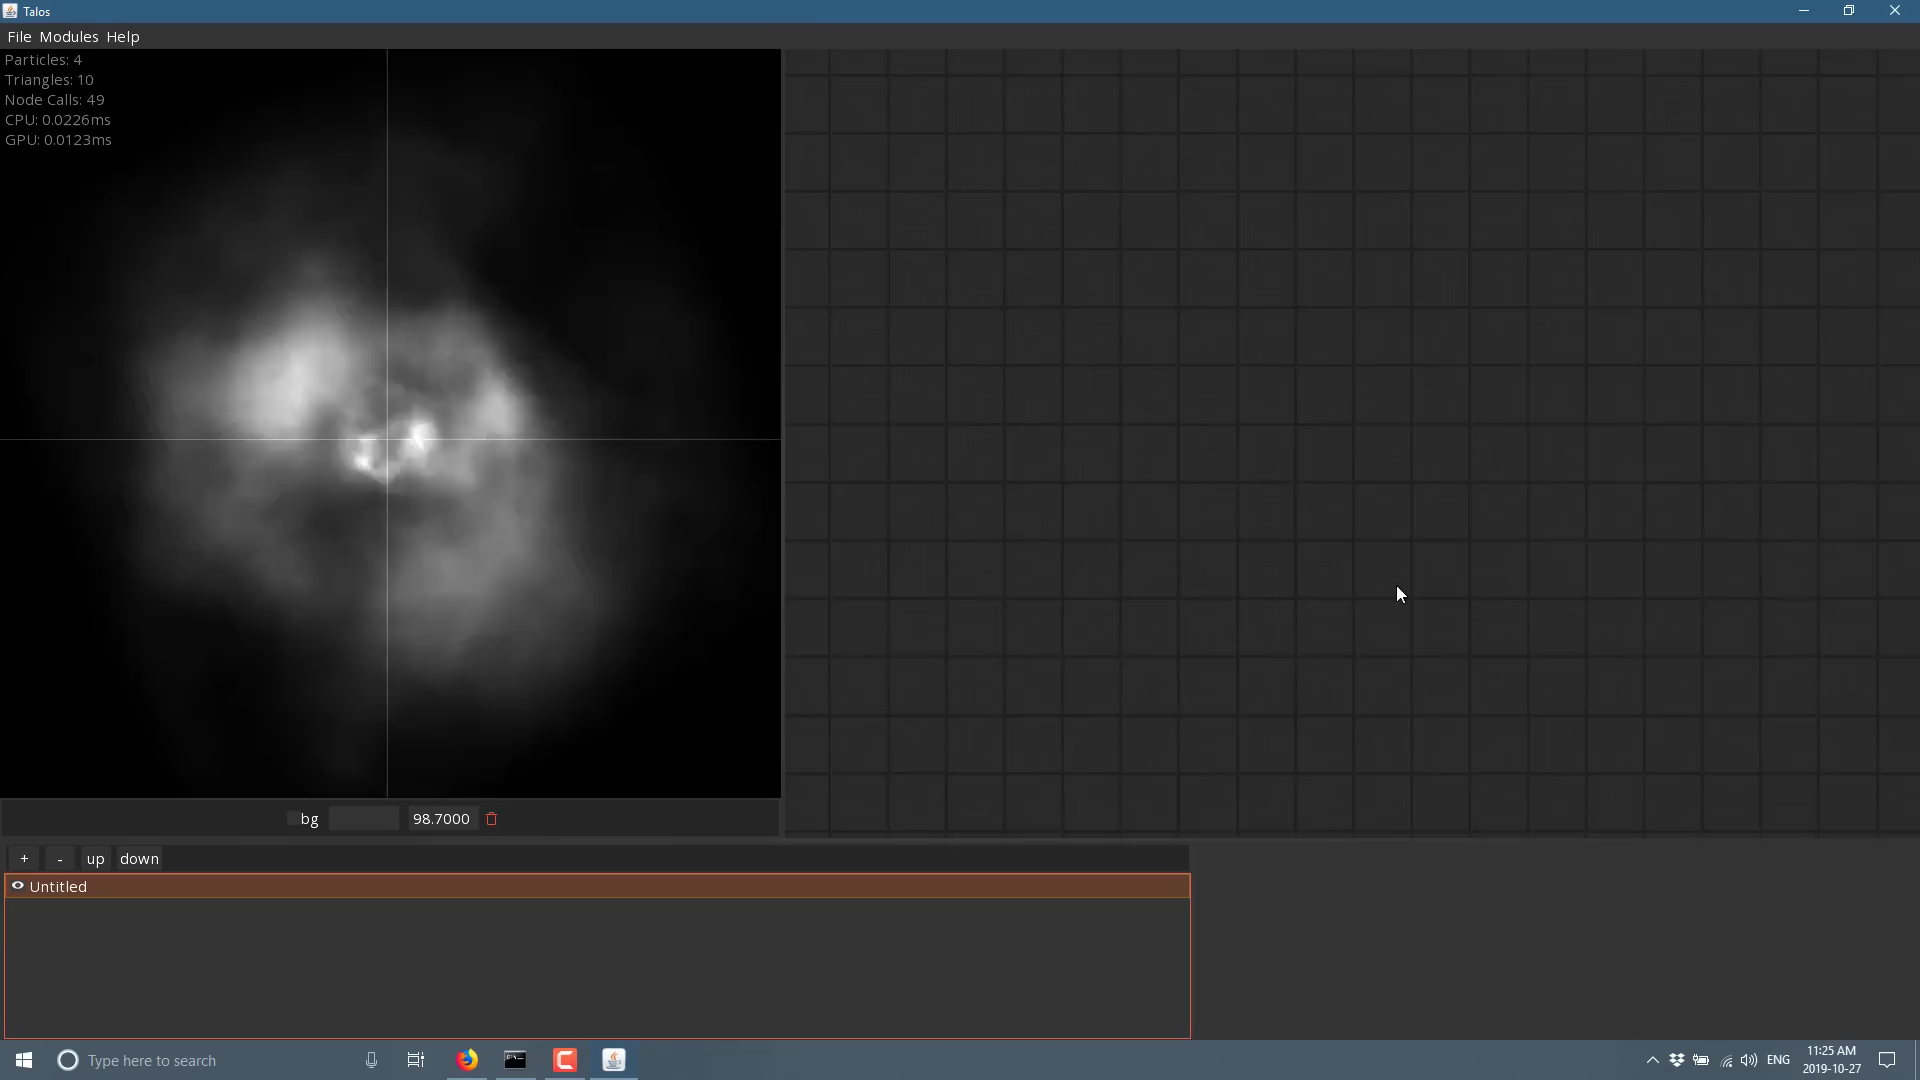 Talos
File Modules Help
Particles: 4
Triangles: 10
Node Calls: 49
CPU: 0.0226ms
GPU: 0.0123ms
bg 98.7000
+ - up down
Untitled
Type here to search
ENG
11:25 AM
2019-10-27